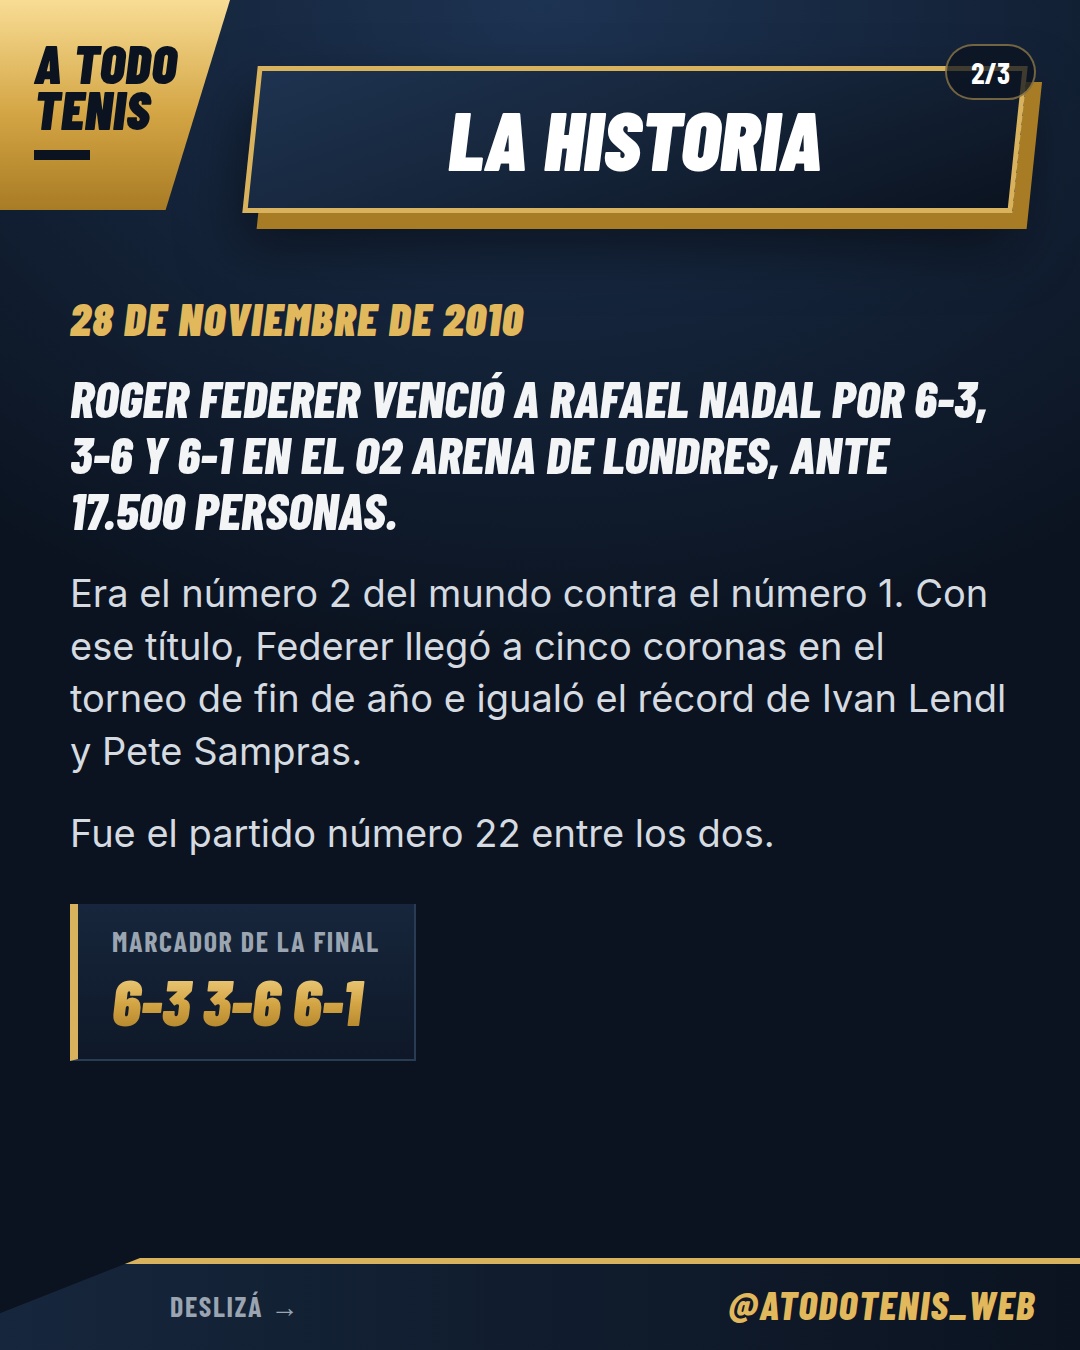 A TODO
TENIS
2/3
LA HISTORIA
28 DE NOVIEMBRE DE 2010
ROGER FEDERER VENCIÓ A RAFAEL NADAL POR 6-3,
3-6 Y 6-1 EN EL O2 ARENA DE LONDRES, ANTE
17.500 PERSONAS.
Era el número 2 del mundo contra el número 1. Con
ese título, Federer llegó a cinco coronas en el
torneo de fin de año e igualó el récord de Ivan Lendl
y Pete Sampras.
Fue el partido número 22 entre los dos.
MARCADOR DE LA FINAL
6-3 3-6 6-1
DESLIZÁ →
@ATODOTENIS_WEB